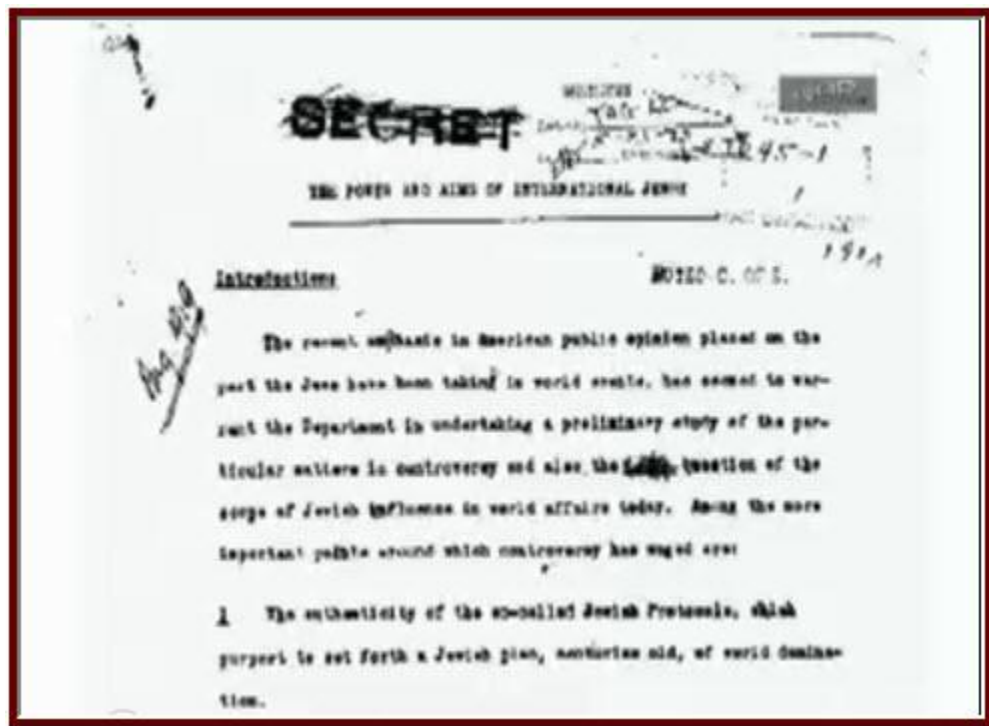 SECRET
THE POWER AND AIMS OF INTERNATIONAL JEWRY
45-1
1
Introduction:
NOTED C. OF S.
The recent emphasis in American public opinion placed on the
part the Jews have been taking in world events, has seemed to war-
rant the Department in undertaking a preliminary study of the par-
ticular matters in controversy and also the question of the
scope of Jewish influence in world affairs today. Among the more
important points around which controversy has waged are:
1 The authenticity of the so-called Jewish Protocols, which
purport to set forth a Jewish plan, centuries old, of world domina-
tion.